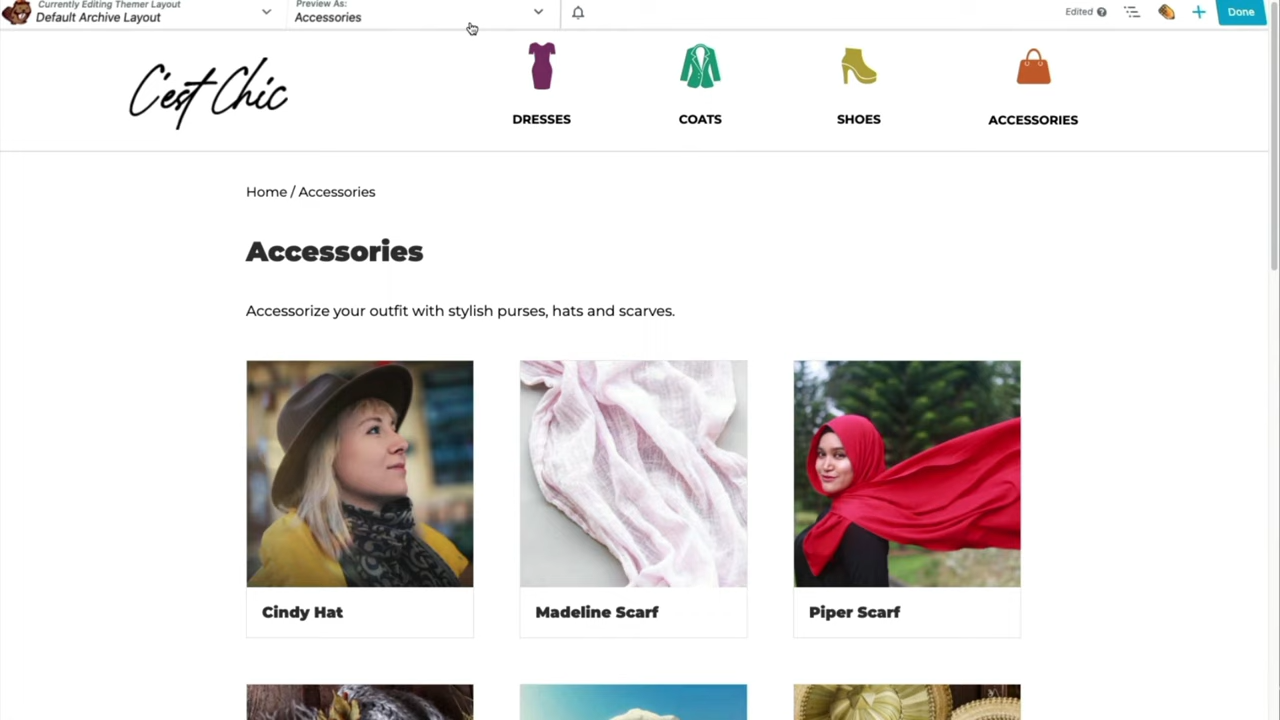 Currently Editing Themer Layout
Default Archive Layout
Preview As:
Accessories
Edited
Done
C'est Chic
DRESSES
COATS
SHOES
ACCESSORIES
Home / Accessories
Accessories
Accessorize your outfit with stylish purses, hats and scarves.
Cindy Hat
Madeline Scarf
Piper Scarf